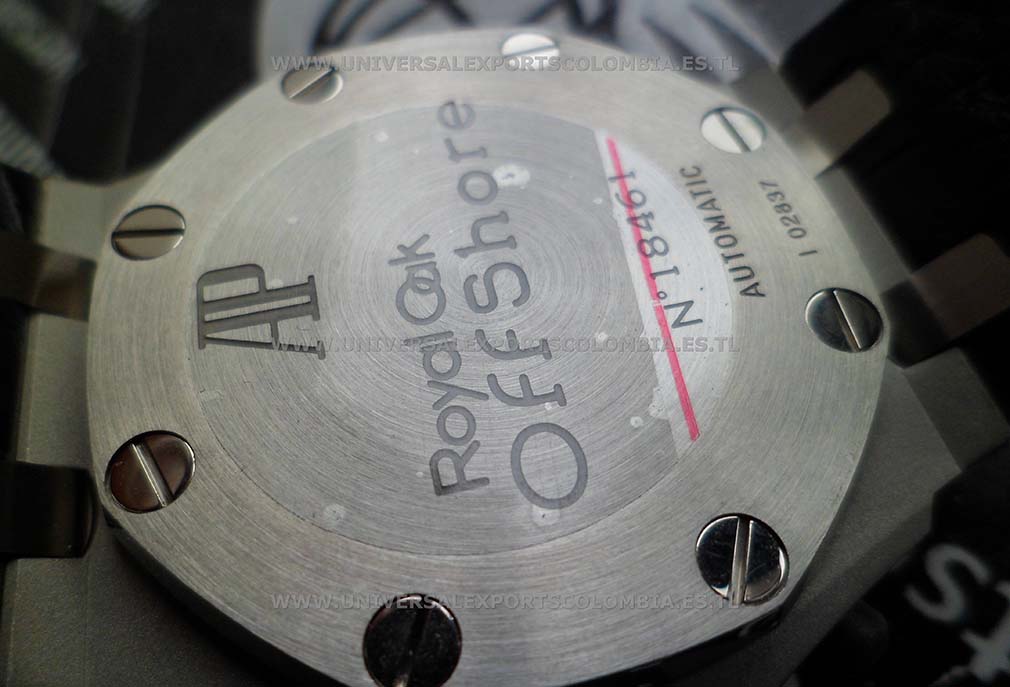 WWW.UNIVERSALEXPORTSCOLOMBIA.ES.TL
AP
Royal Oak
OffShore
N°18461
AUTOMATIC
I 02837
WWW.UNIVERSALEXPORTSCOLOMBIA.ES.TL
WWW.UNIVERSALEXPORTSCOLOMBIA.ES.TL